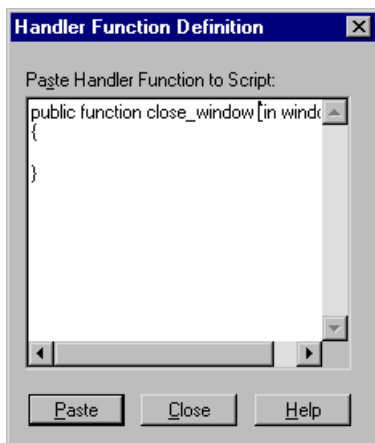 Handler Function Definition
Paste Handler Function to Script:
public function close_window [in windo
{
}
Paste Close Help